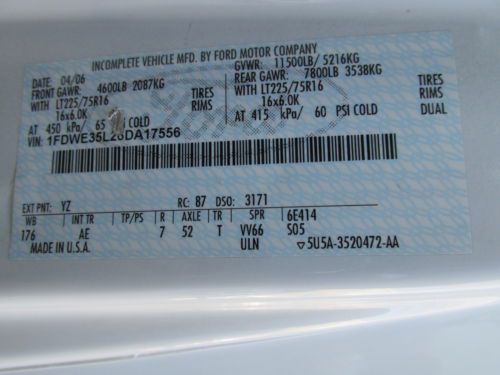 INCOMPLETE VEHICLE MFD. BY FORD MOTOR COMPANY
DATE 04/06 GVWR: 11500LB/ 5216KG
FRONT GAWR: 4600LB 2087KG REAR GAWR: 7800LB 3538KG
WITH LT225/75R16 TIRES WITH LT225/75R16 TIRES
16x6.0K RIMS 16x6.0K RIMS
AT 450 kPa/ 65 PSI COLD AT 415 kPa/ 60 PSI COLD DUAL
VIN: 1FDWE35L26DA17556
EXT PNT: YZ RC: 87 DSO: 3171
WB INT TR TP/PS R AXLE TR SPR 6E414
176 AE 7 52 T VV66 S05
MADE IN U.S.A. ULN ▽5U5A-3520472-AA